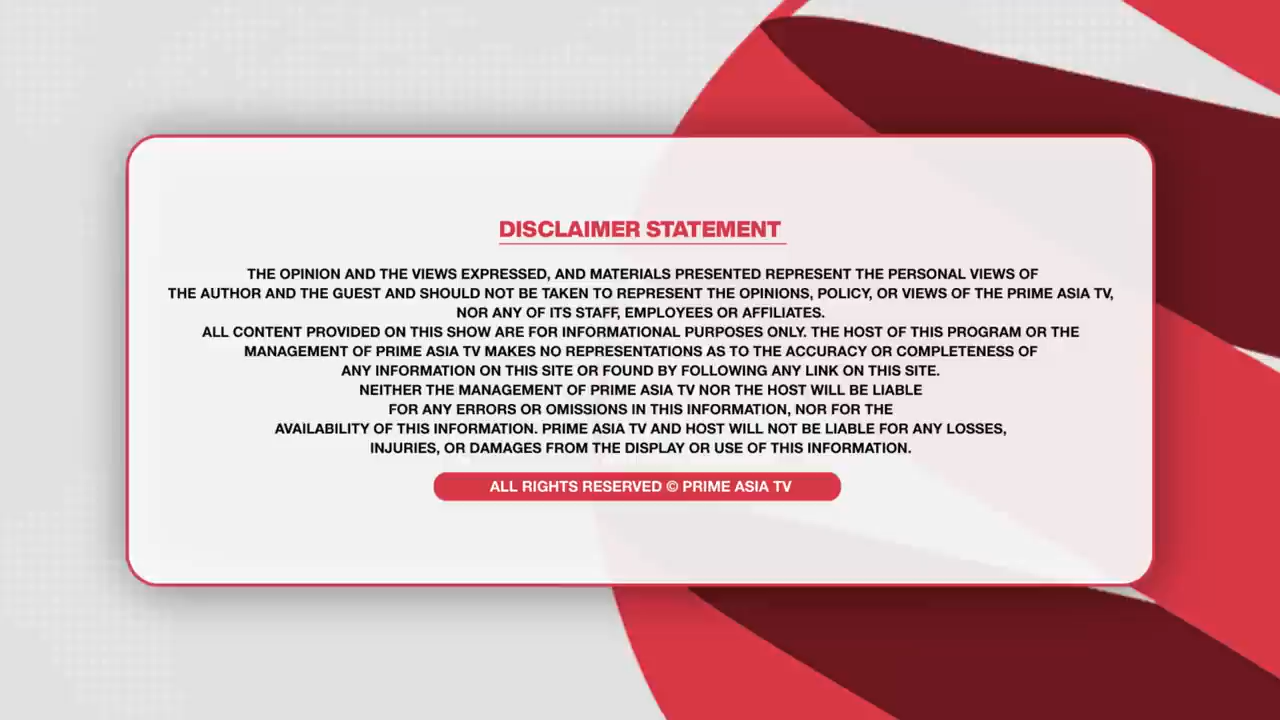 DISCLAIMER STATEMENT
THE OPINION AND THE VIEWS EXPRESSED, AND MATERIALS PRESENTED REPRESENT THE PERSONAL VIEWS OF
THE AUTHOR AND THE GUEST AND SHOULD NOT BE TAKEN TO REPRESENT THE OPINIONS, POLICY, OR VIEWS OF THE PRIME ASIA TV,
NOR ANY OF ITS STAFF, EMPLOYEES OR AFFILIATES.
ALL CONTENT PROVIDED ON THIS SHOW ARE FOR INFORMATIONAL PURPOSES ONLY. THE HOST OF THIS PROGRAM OR THE
MANAGEMENT OF PRIME ASIA TV MAKES NO REPRESENTATIONS AS TO THE ACCURACY OR COMPLETENESS OF
ANY INFORMATION ON THIS SITE OR FOUND BY FOLLOWING ANY LINK ON THIS SITE.
NEITHER THE MANAGEMENT OF PRIME ASIA TV NOR THE HOST WILL BE LIABLE
FOR ANY ERRORS OR OMISSIONS IN THIS INFORMATION, NOR FOR THE
AVAILABILITY OF THIS INFORMATION. PRIME ASIA TV AND HOST WILL NOT BE LIABLE FOR ANY LOSSES,
INJURIES, OR DAMAGES FROM THE DISPLAY OR USE OF THIS INFORMATION.
ALL RIGHTS RESERVED © PRIME ASIA TV